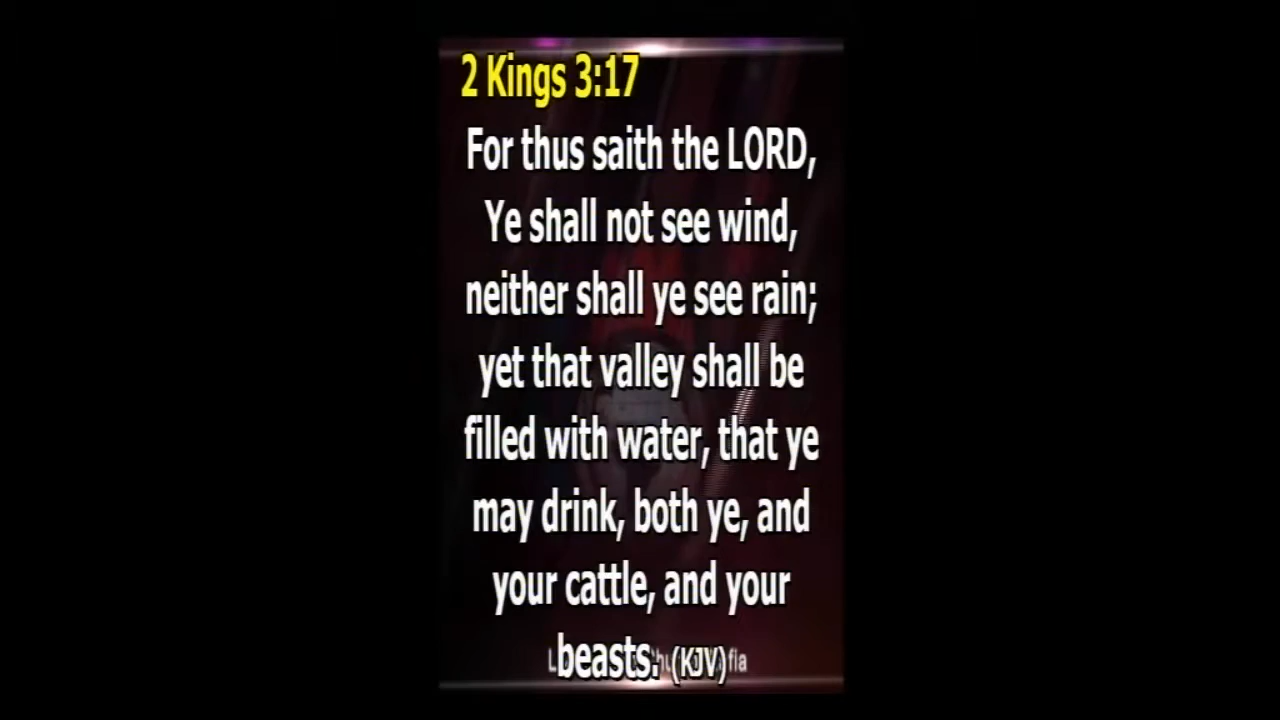 2 Kings 3:17
For thus saith the LORD,
Ye shall not see wind,
neither shall ye see rain;
yet that valley shall be
filled with water, that ye
may drink, both ye, and
your cattle, and your
beasts. (KJV)